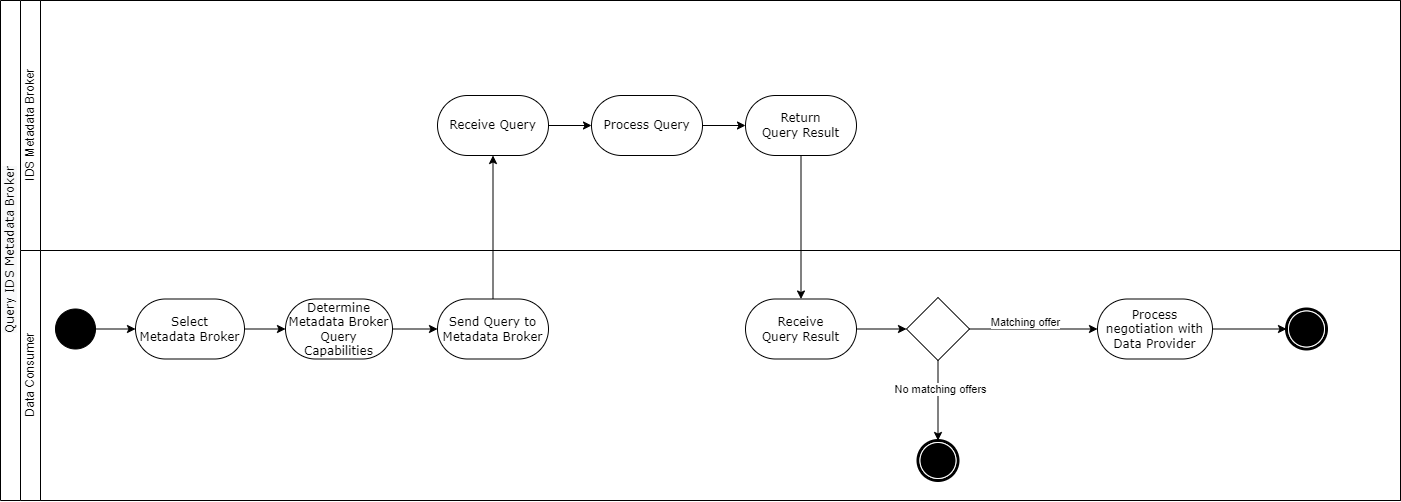 Query IDS Metadata Broker
IDS Metadata Broker
Receive Query
Process Query
Return
Query Result
Data Consumer
Select
Metadata Broker
Determine
Metadata Broker
Query
Capabilities
Send Query to
Metadata Broker
Receive
Query Result
Matching offer
Process
negotiation with
Data Provider
No matching offers